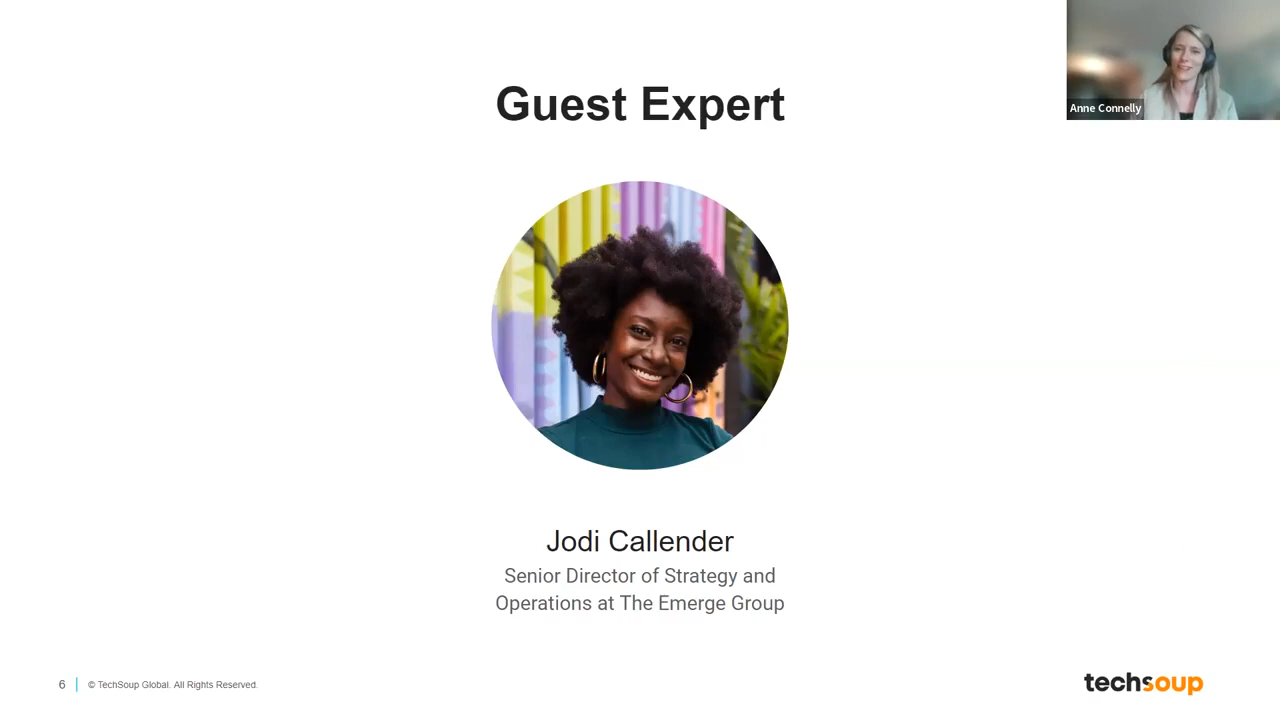 Guest Expert
Anne Connelly
Jodi Callender
Senior Director of Strategy and
Operations at The Emerge Group
6
© TechSoup Global. All Rights Reserved.
techsoup